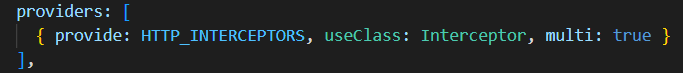 providers: [
{ provide: HTTP_INTERCEPTORS, useClass: Interceptor, multi: true }
],